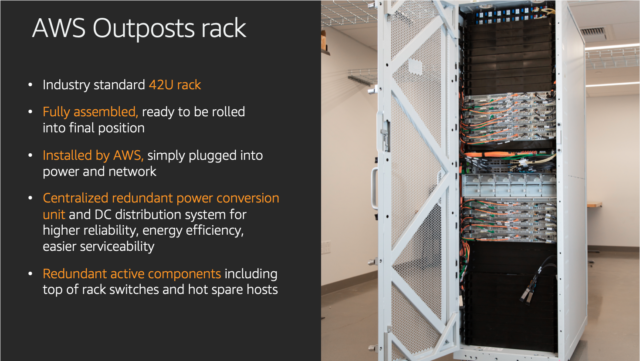 AWS Outposts rack
• Industry standard 42U rack
• Fully assembled, ready to be rolled
into final position
• Installed by AWS, simply plugged into
power and network
• Centralized redundant power conversion
unit and DC distribution system for
higher reliability, energy efficiency,
easier serviceability
• Redundant active components including
top of rack switches and hot spare hosts